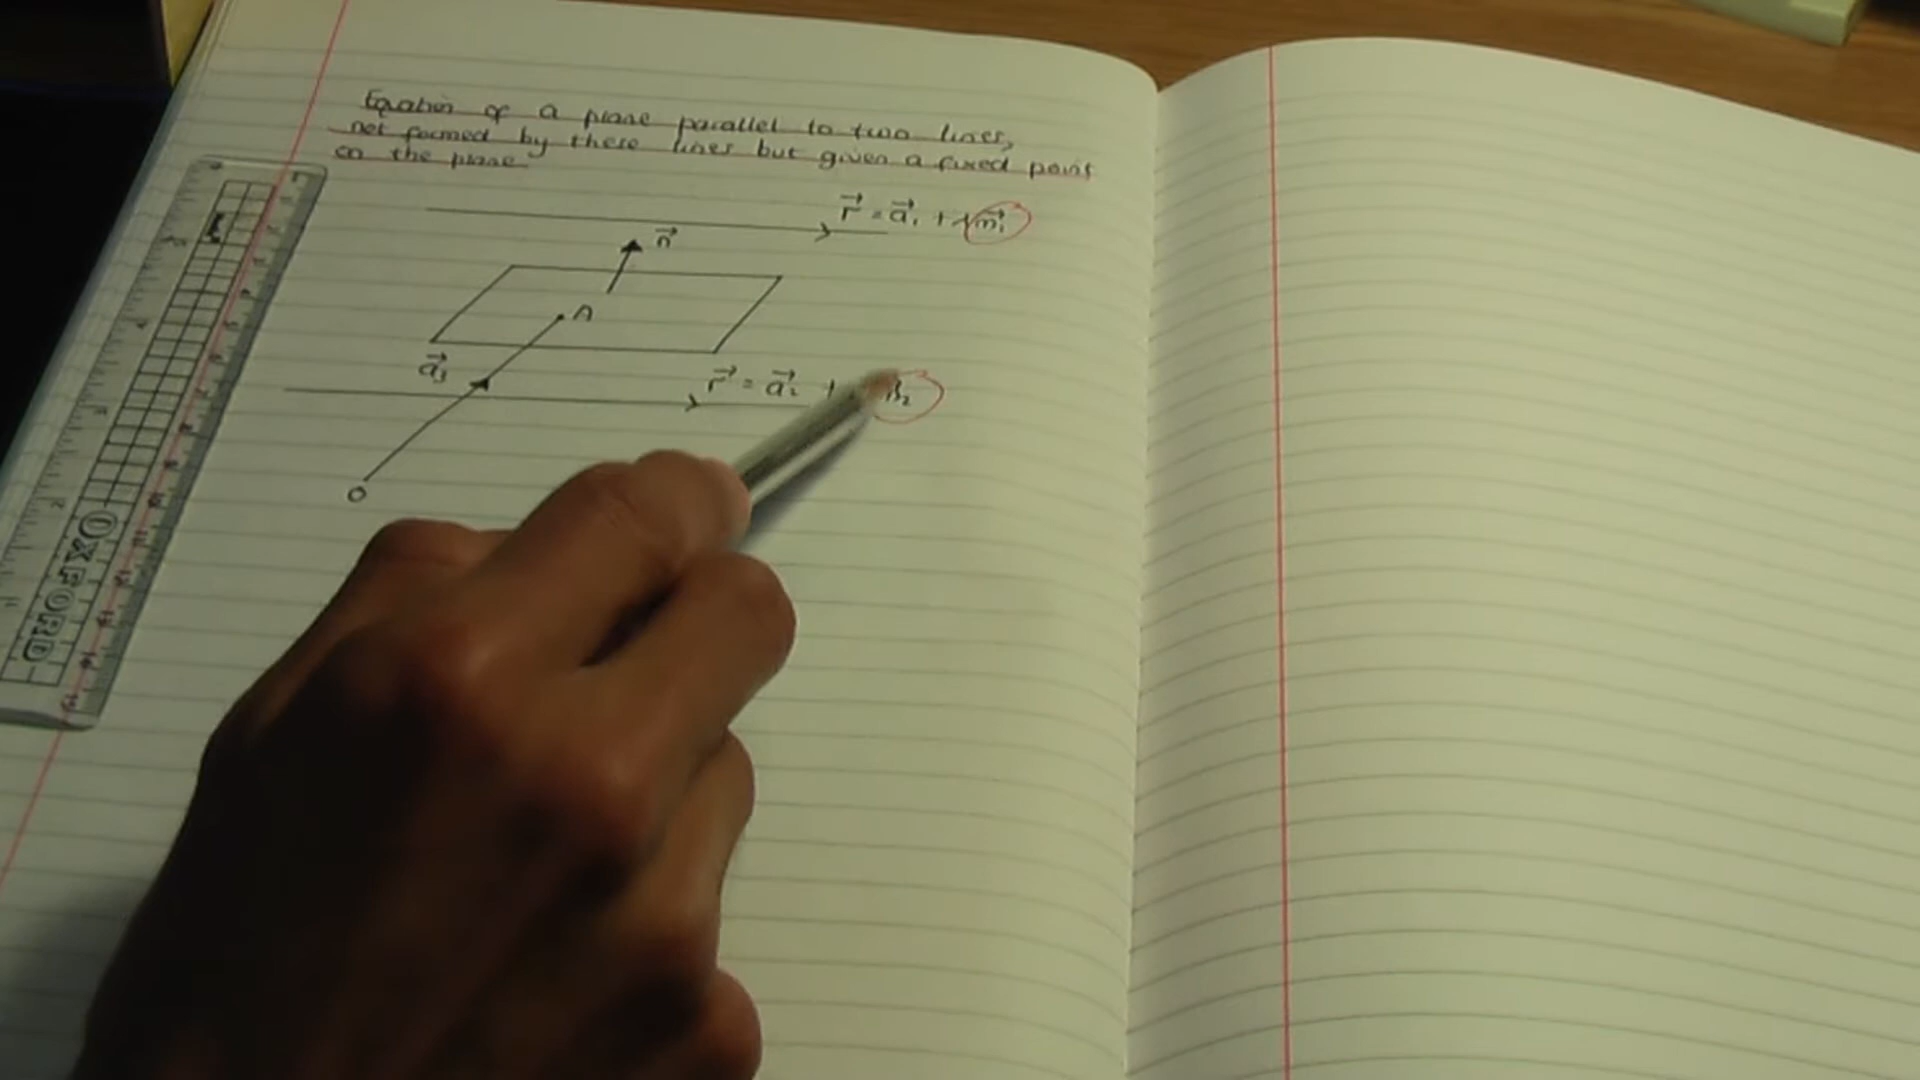 Equation of a plane parallel to two lines,
not formed by these lines but given a fixed point
on the plane
r⃗ = a⃗₁ + λm⃗₁
n⃗
A
a⃗₃
r⃗ = a⃗₂ +
O
OXFORD